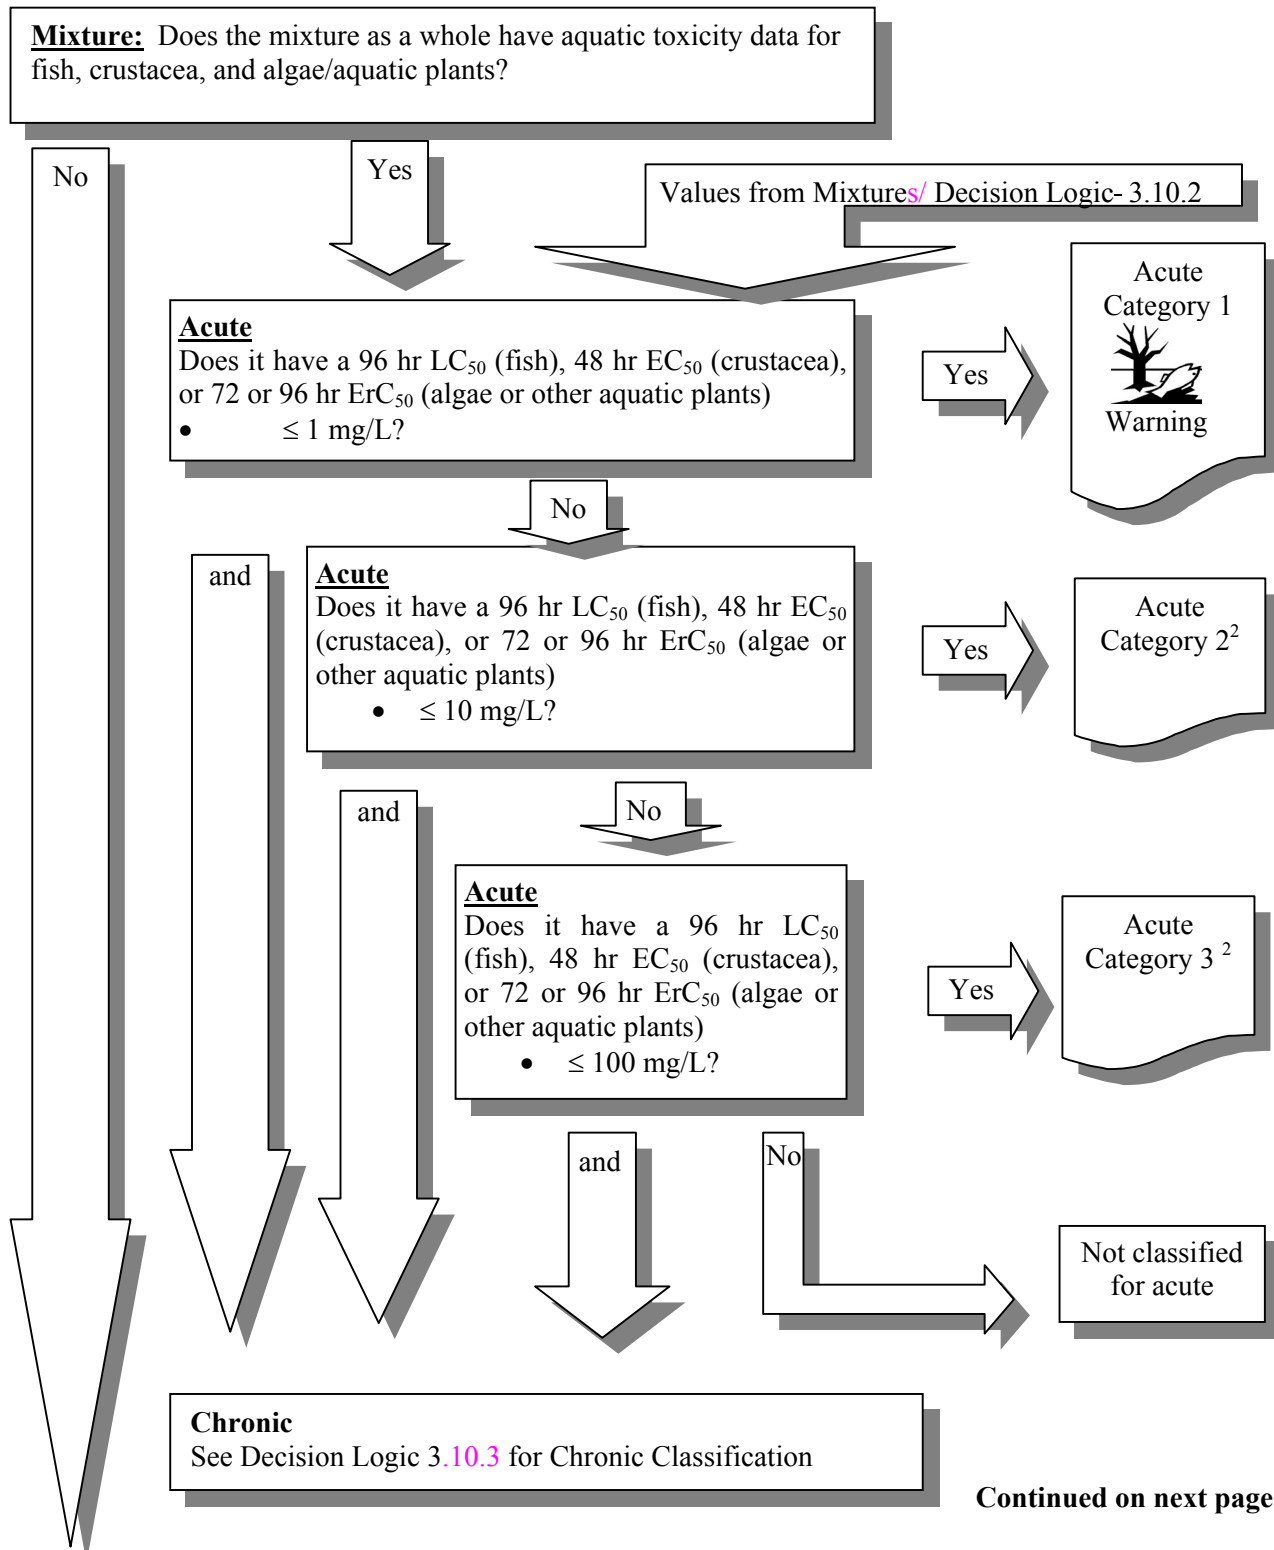 Mixture: Does the mixture as a whole have aquatic toxicity data for
fish, crustacea, and algae/aquatic plants?
No
Yes
Values from Mixtures/ Decision Logic- 3.10.2
Acute
Does it have a 96 hr LC50 (fish), 48 hr EC50 (crustacea),
or 72 or 96 hr ErC50 (algae or other aquatic plants)
• ≤ 1 mg/L?
Yes
Acute
Category 1
Warning
No
and
Acute
Does it have a 96 hr LC50 (fish), 48 hr EC50
(crustacea), or 72 or 96 hr ErC50 (algae or
other aquatic plants)
• ≤ 10 mg/L?
Yes
Acute
Category 2²
and
No
Acute
Does it have a 96 hr LC50
(fish), 48 hr EC50 (crustacea),
or 72 or 96 hr ErC50 (algae or
other aquatic plants)
• ≤ 100 mg/L?
Yes
Acute
Category 3 ²
and
No
Not classified
for acute
Chronic
See Decision Logic 3.10.3 for Chronic Classification
Continued on next page